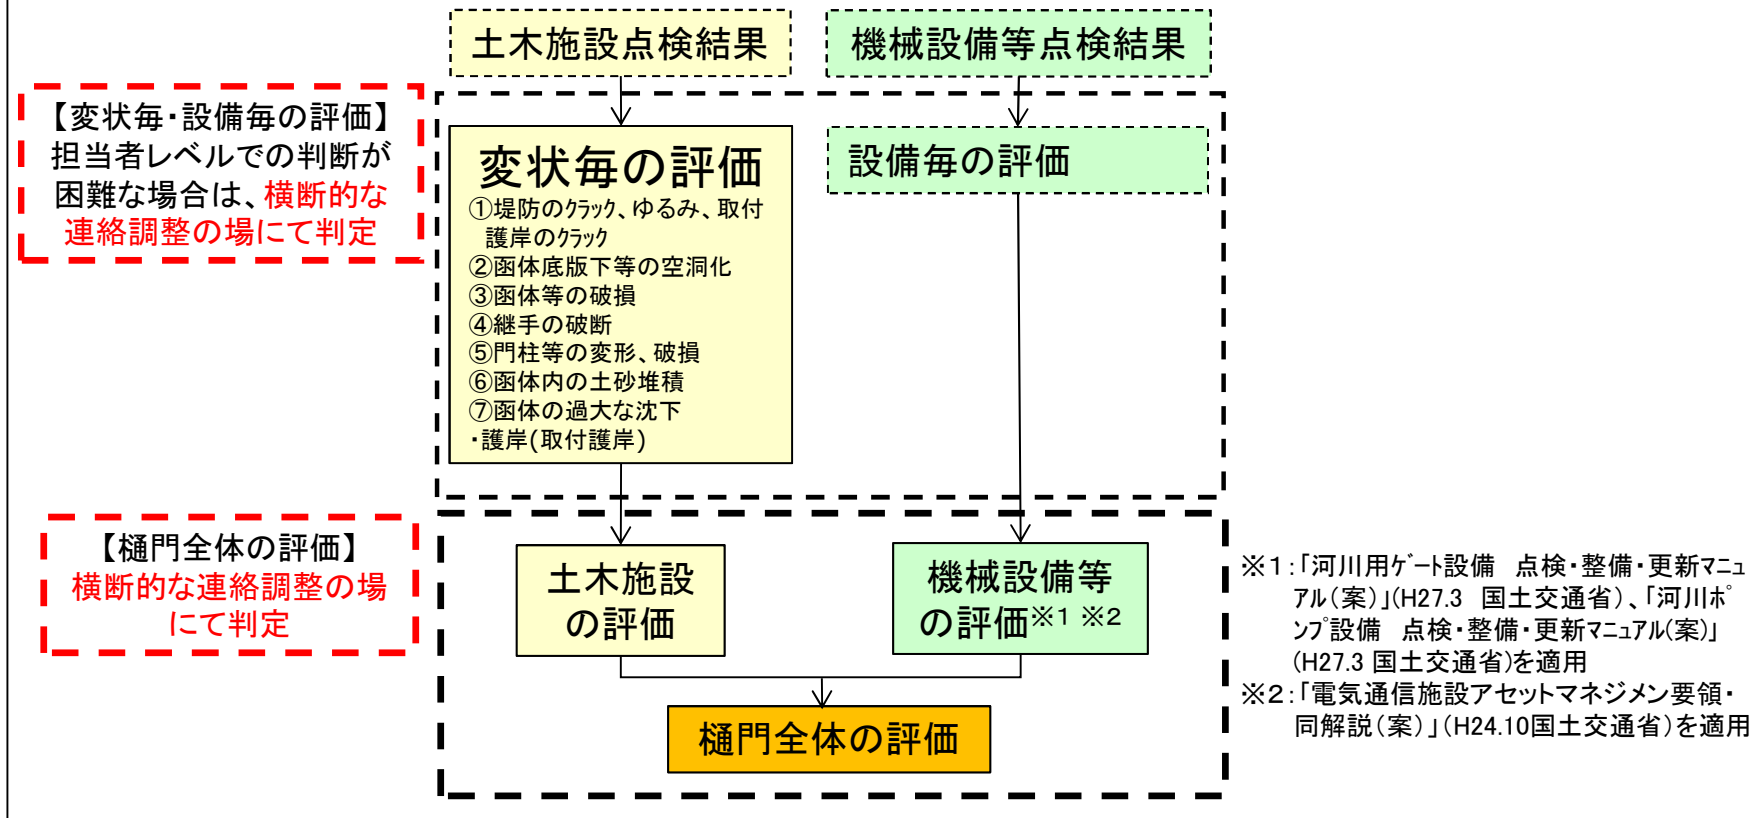 土木施設点検結果
機械設備等点検結果
【変状毎・設備毎の評価】
担当者レベルでの判断が
困難な場合は、横断的な
連絡調整の場にて判定
変状毎の評価
①堤防のクラック、ゆるみ、取付
護岸のクラック
②函体底版下等の空洞化
③函体等の破損
④継手の破断
⑤門柱等の変形、破損
⑥函体内の土砂堆積
⑦函体の過大な沈下
・護岸(取付護岸)
設備毎の評価
【樋門全体の評価】
横断的な連絡調整の場
にて判定
土木施設
の評価
機械設備等
の評価※1 ※2
樋門全体の評価
※1:「河川用ゲート設備 点検・整備・更新マニュ
アル(案)」(H27.3 国土交通省)、「河川ポ
ンプ設備 点検・整備・更新マニュアル(案)」
(H27.3 国土交通省)を適用
※2:「電気通信施設アセットマネジメン要領・
同解説(案)」(H24.10国土交通省)を適用